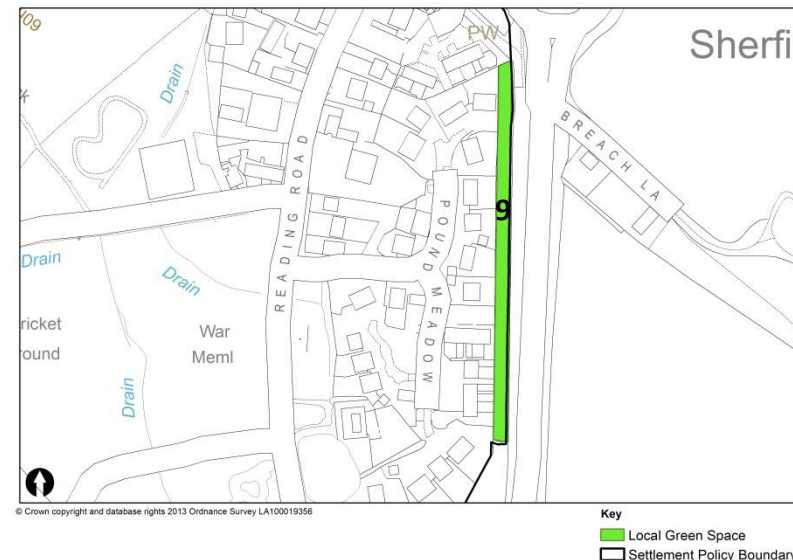 PW
Sherfi
Drain
BREACH LA
READING ROAD
9
POUND MEADOW
Drain
Drain
ricket
round
War
Meml
Drain
© Crown copyright and database rights 2013 Ordnance Survey LA100019356
Key
Local Green Space
Settlement Policy Boundary